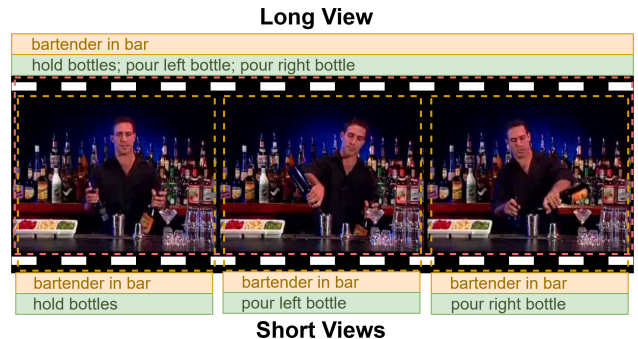 Long View
bartender in bar
hold bottles; pour left bottle; pour right bottle
bartender in bar
bartender in bar
bartender in bar
hold bottles
pour left bottle
pour right bottle
Short Views